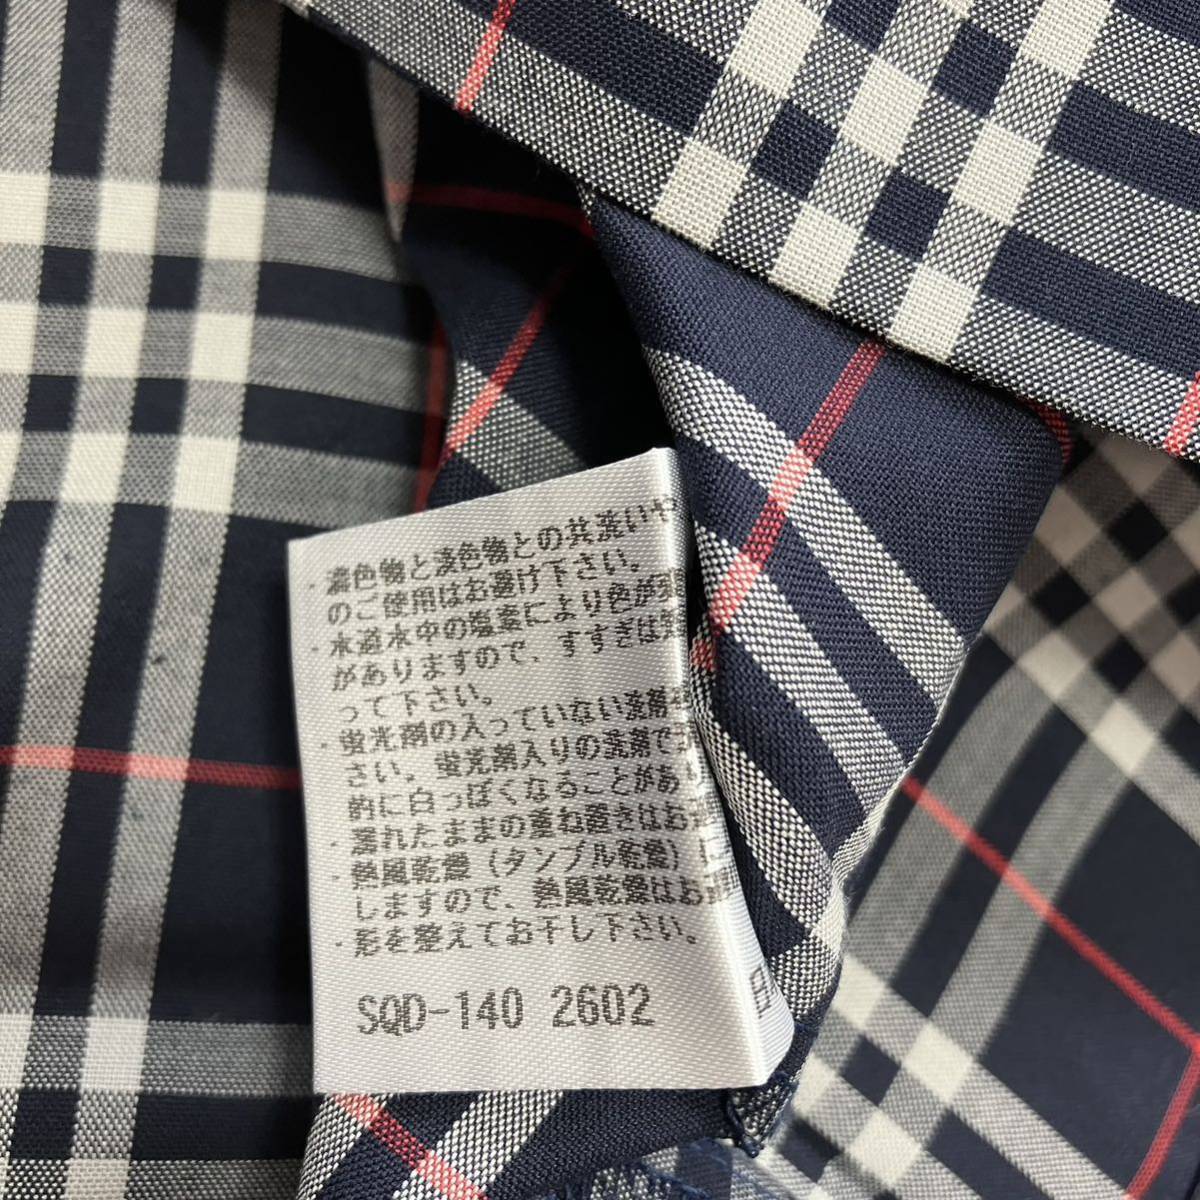 ・濃色物と淡色物との共洗いや
のご使用はお避け下さい。
・水道水中の塩素により色が変
がありますので、すすぎは
って下さい。
・蛍光剤の入っていない洗剤を
さい。蛍光剤入りの洗剤で
的に白っぽくなることがあり
・濡れたままの重ね置きはお
・熱風乾燥（タンブル乾燥）に
しますので、熱風乾燥はお
・形を整えてお干し下さい。
SQD-140 2602